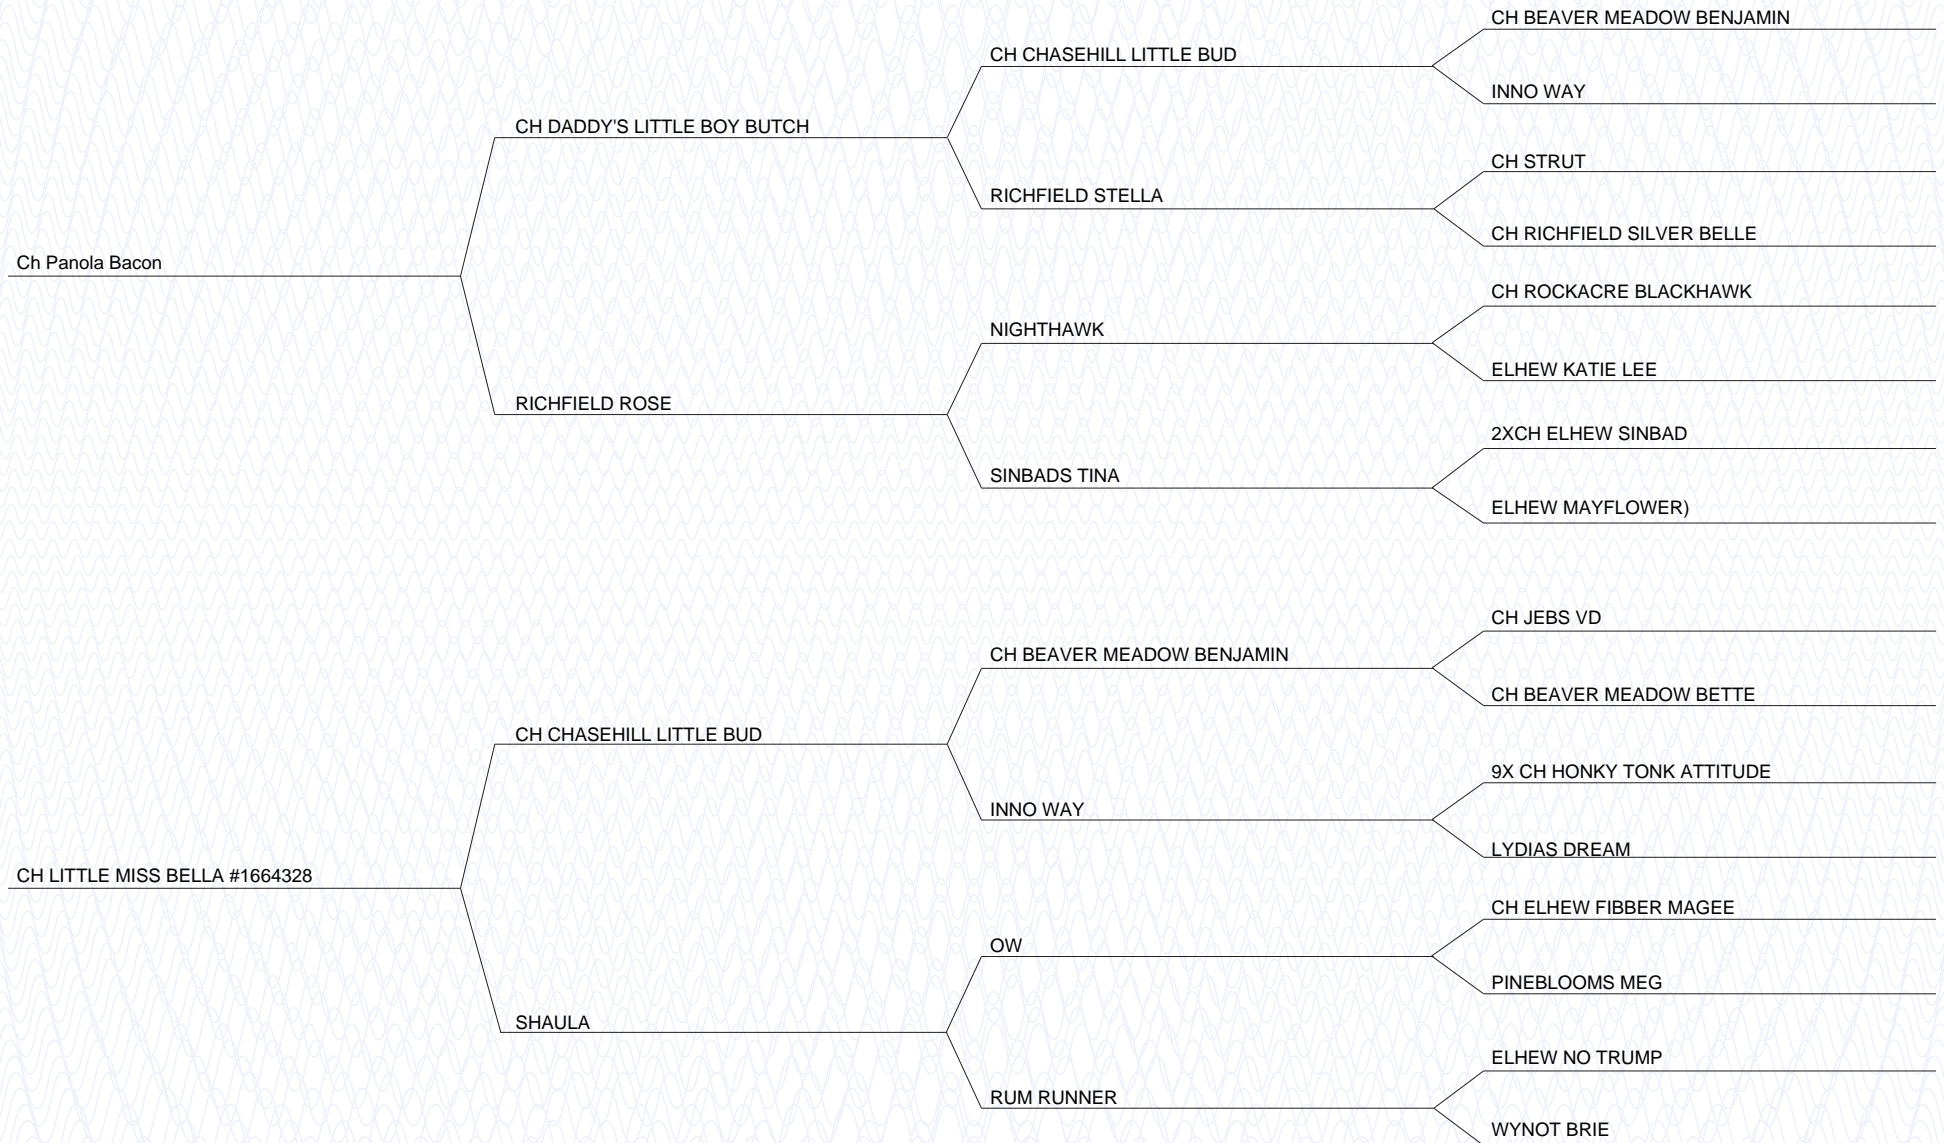 CH BEAVER MEADOW BENJAMIN
CH CHASEHILL LITTLE BUD
INNO WAY
CH DADDY'S LITTLE BOY BUTCH
CH STRUT
RICHFIELD STELLA
CH RICHFIELD SILVER BELLE
Ch Panola Bacon
CH ROCKACRE BLACKHAWK
NIGHTHAWK
ELHEW KATIE LEE
RICHFIELD ROSE
2XCH ELHEW SINBAD
SINBADS TINA
ELHEW MAYFLOWER)
CH JEBS VD
CH BEAVER MEADOW BENJAMIN
CH BEAVER MEADOW BETTE
CH CHASEHILL LITTLE BUD
9X CH HONKY TONK ATTITUDE
INNO WAY
LYDIAS DREAM
CH LITTLE MISS BELLA #1664328
CH ELHEW FIBBER MAGEE
OW
PINEBLOOMS MEG
SHAULA
ELHEW NO TRUMP
RUM RUNNER
WYNOT BRIE